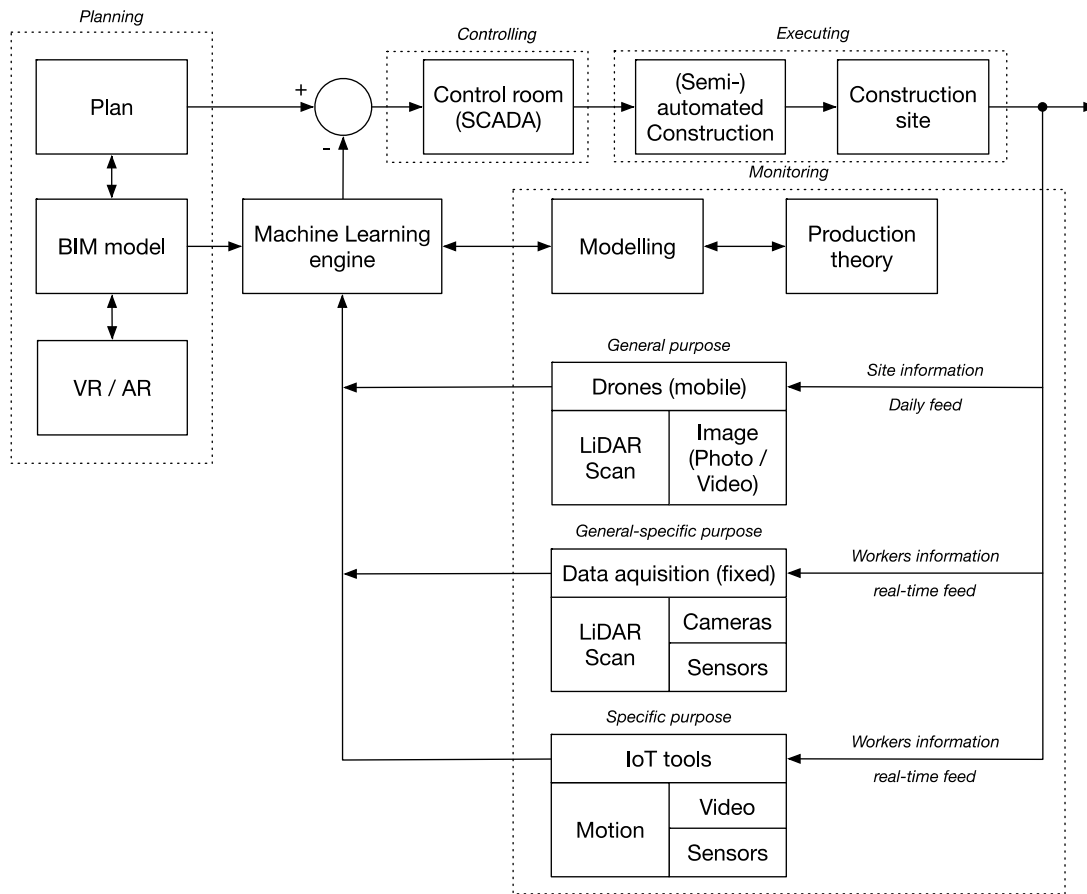 Planning
Controlling
Executing
Plan
+
-
Control room
(SCADA)
(Semi-)
automated
Construction
Construction
site
Monitoring
BIM model
Machine Learning
engine
Modelling
Production
theory
VR / AR
General purpose
Drones (mobile)
LiDAR
Scan
Image
(Photo /
Video)
Site information
Daily feed
General-specific purpose
Data aquisition (fixed)
LiDAR
Scan
Cameras
Sensors
Workers information
real-time feed
Specific purpose
IoT tools
Motion
Video
Sensors
Workers information
real-time feed